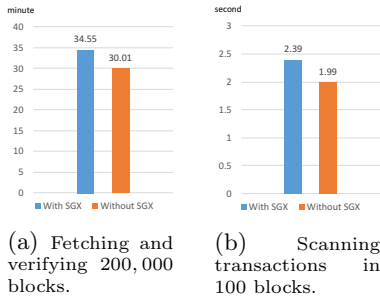 minute
40
35
30
25
20
15
10
5
0
34.55
30.01
With SGX Without SGX
(a) Fetching and
verifying 200, 000
blocks.
second
3
2.5
2
1.5
1
0.5
0
2.39
1.99
With SGX Without SGX
(b) Scanning
transactions in
100 blocks.